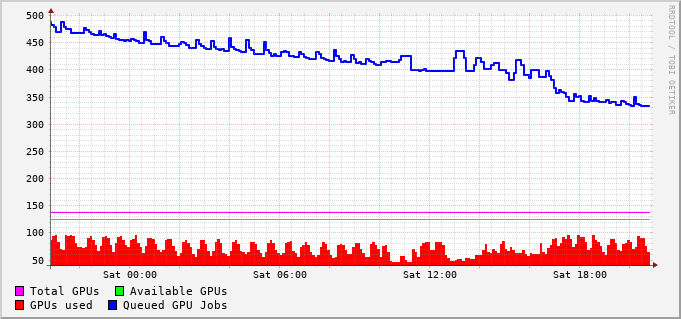 500
450
400
350
300
250
200
150
100
50
Sat 00:00 Sat 06:00 Sat 12:00 Sat 18:00
Total GPUs Available GPUs
GPUs used Queued GPU Jobs
RRDTOOL / TOBI OETIKER